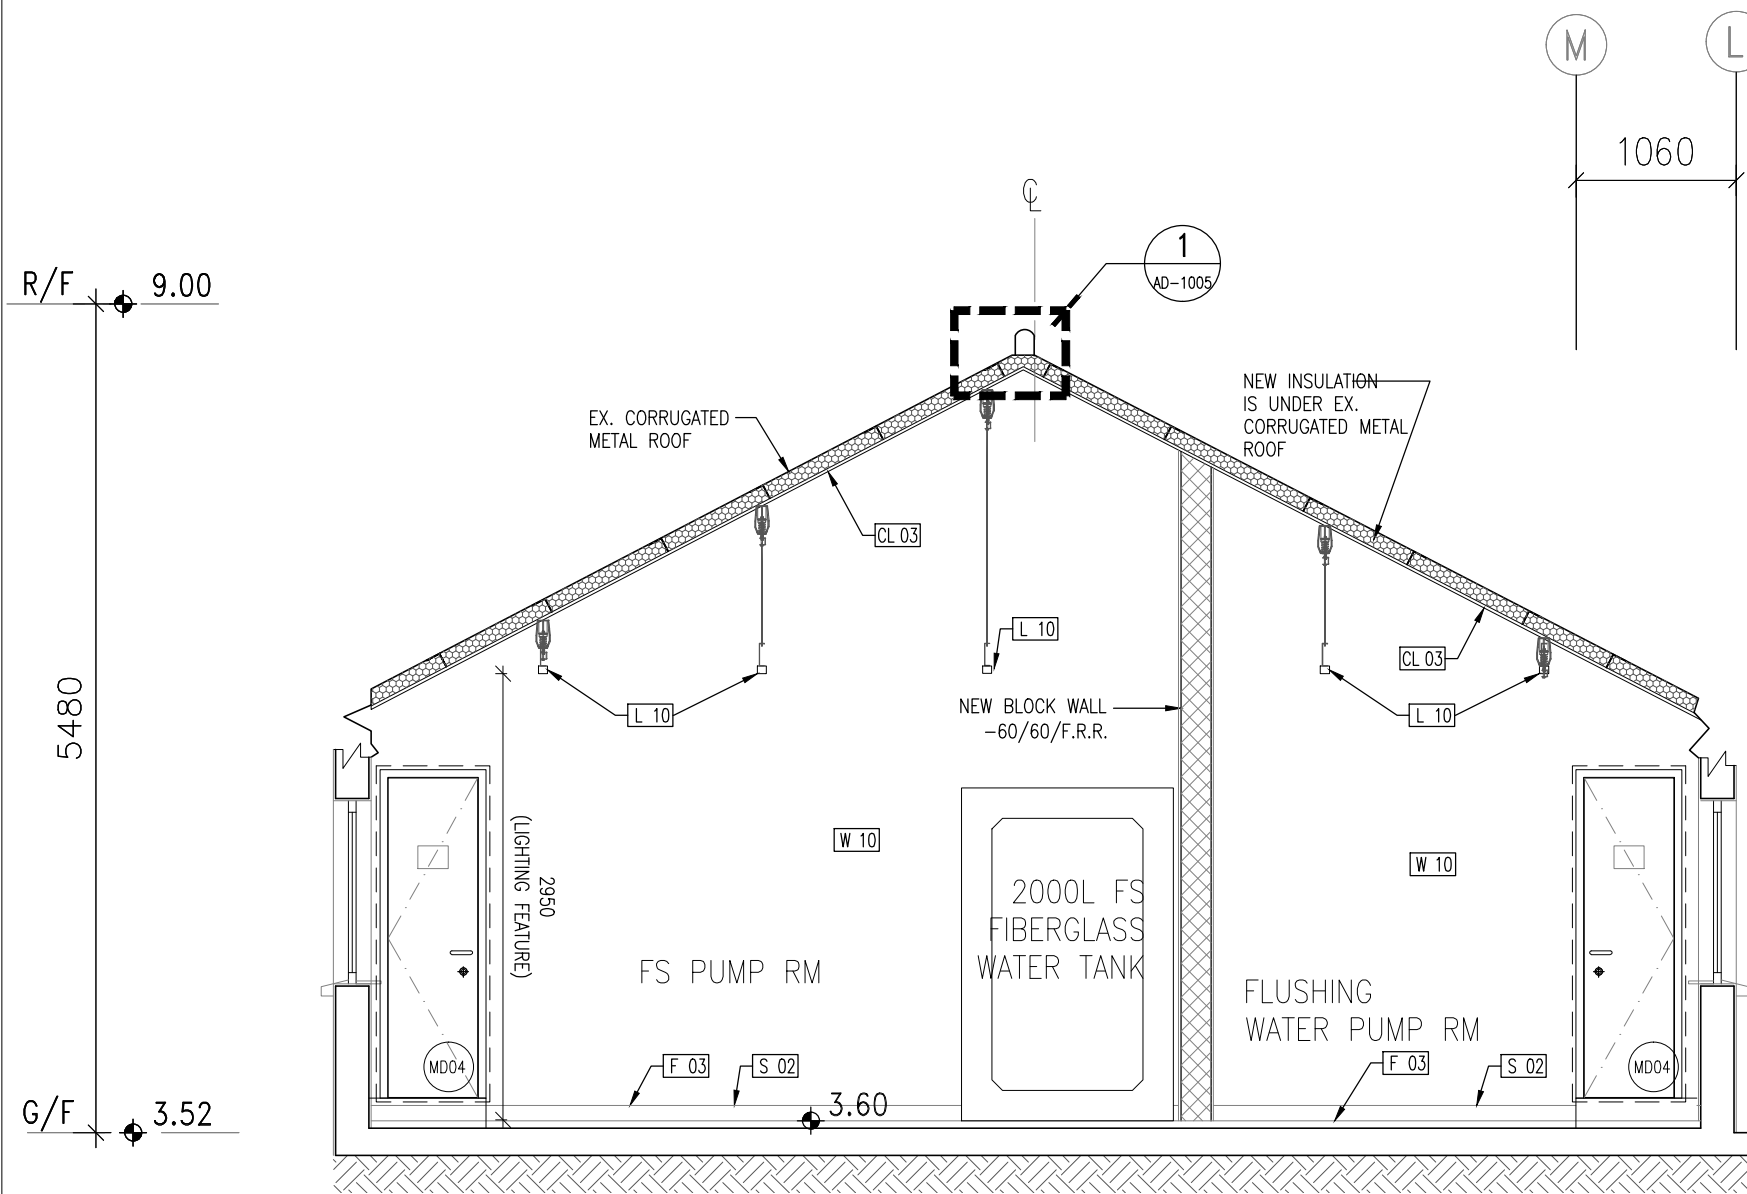 M
L
1060
CL
1
AD-1005
R/F
9.00
EX. CORRUGATED
METAL ROOF
NEW INSULATION
IS UNDER EX.
CORRUGATED METAL
ROOF
CL 03
L 10
CL 03
L 10
NEW BLOCK WALL
-60/60/F.R.R.
L 10
5480
2950
(LIGHTING FEATURE)
W 10
W 10
2000L FS
FIBERGLASS
WATER TANK
FS PUMP RM
FLUSHING
WATER PUMP RM
MD04
F 03
S 02
F 03
S 02
MD04
G/F
3.52
3.60